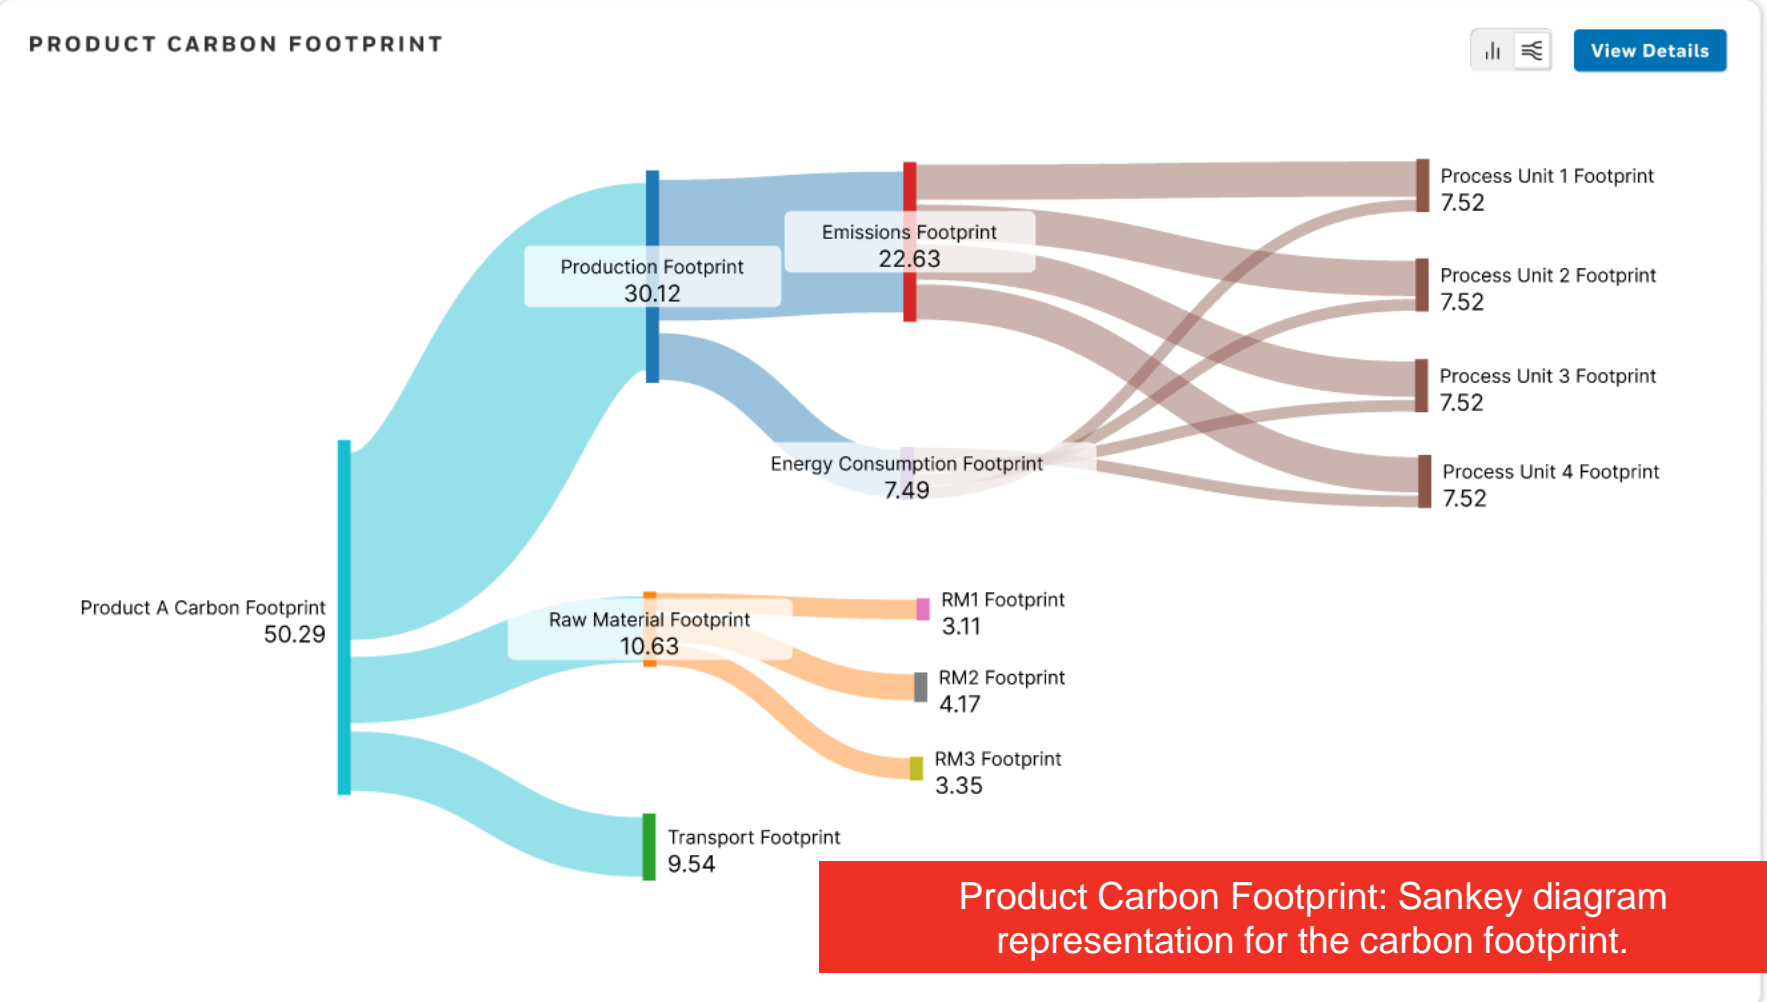 PRODUCT CARBON FOOTPRINT
View Details
Process Unit 1 Footprint
7.52
Emissions Footprint
22.63
Production Footprint
30.12
Process Unit 2 Footprint
7.52
Process Unit 3 Footprint
7.52
Energy Consumption Footprint
7.49
Process Unit 4 Footprint
7.52
Product A Carbon Footprint
50.29
Raw Material Footprint
10.63
RM1 Footprint
3.11
RM2 Footprint
4.17
RM3 Footprint
3.35
Transport Footprint
9.54
Product Carbon Footprint: Sankey diagram
representation for the carbon footprint.